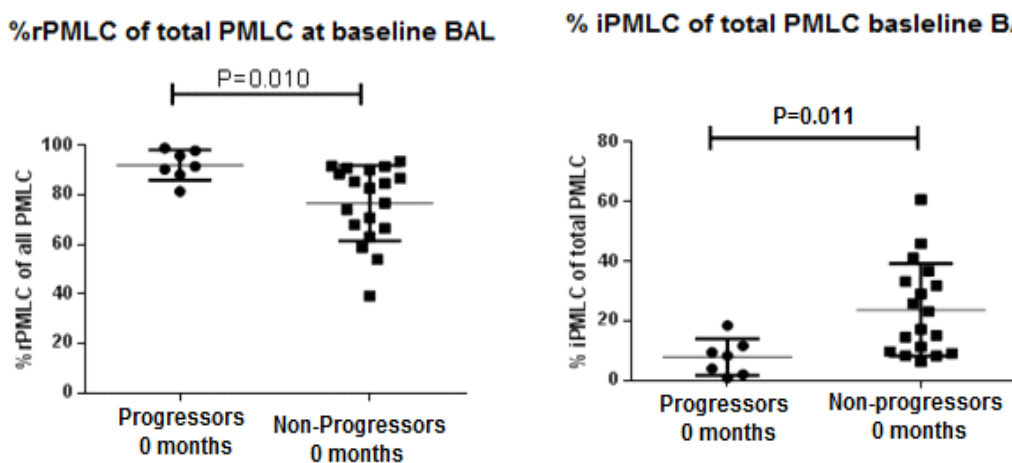 %rPMLC of total PMLC at baseline BAL
P=0.010
%rPMLC of all PMLC
100
80
60
40
20
0
Progressors
0 months
Non-Progressors
0 months
% iPMLC of total PMLC basleline BA
P=0.011
% iPMLC of total PMLC
80
60
40
20
0
Progressors
0 months
Non-progressors
0 months